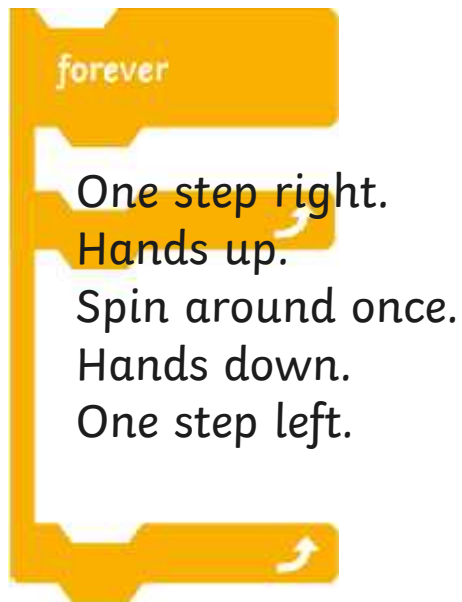 forever
One step right.
Hands up.
Spin around once.
Hands down.
One step left.